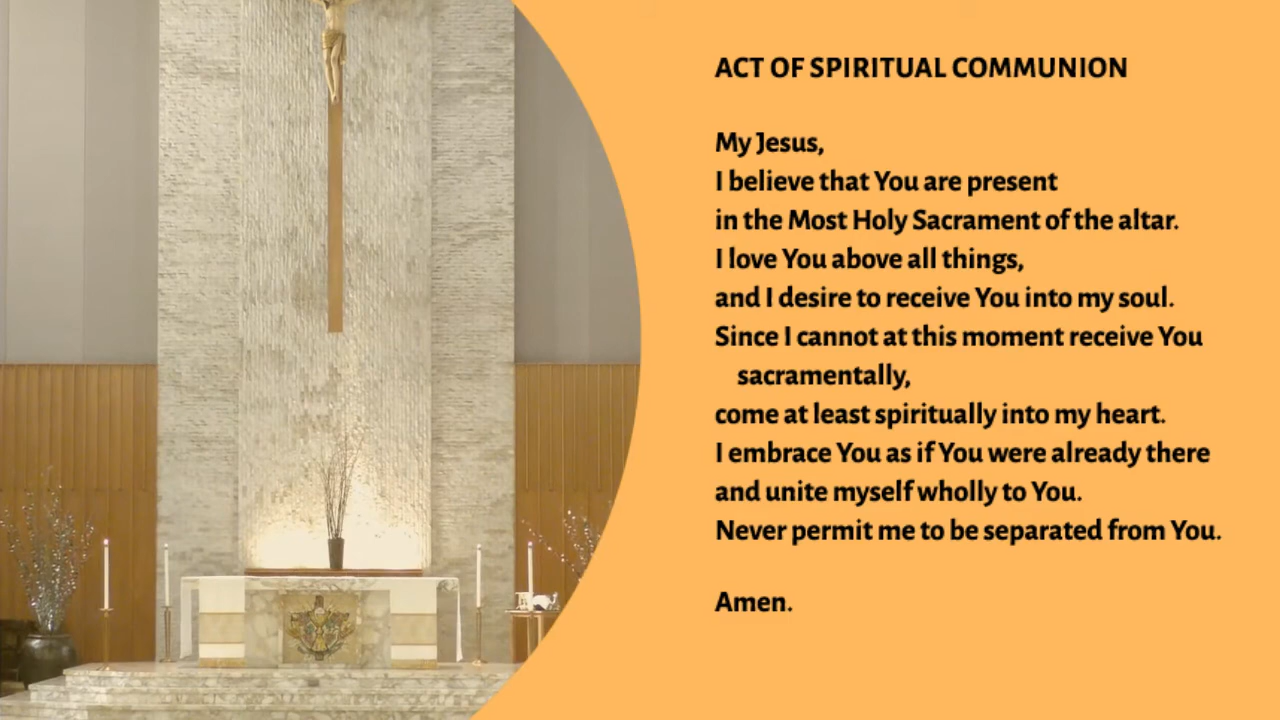 ACT OF SPIRITUAL COMMUNION
My Jesus,
I believe that You are present
in the Most Holy Sacrament of the altar.
I love You above all things,
and I desire to receive You into my soul.
Since I cannot at this moment receive You
sacramentally,
come at least spiritually into my heart.
I embrace You as if You were already there
and unite myself wholly to You.
Never permit me to be separated from You.
Amen.